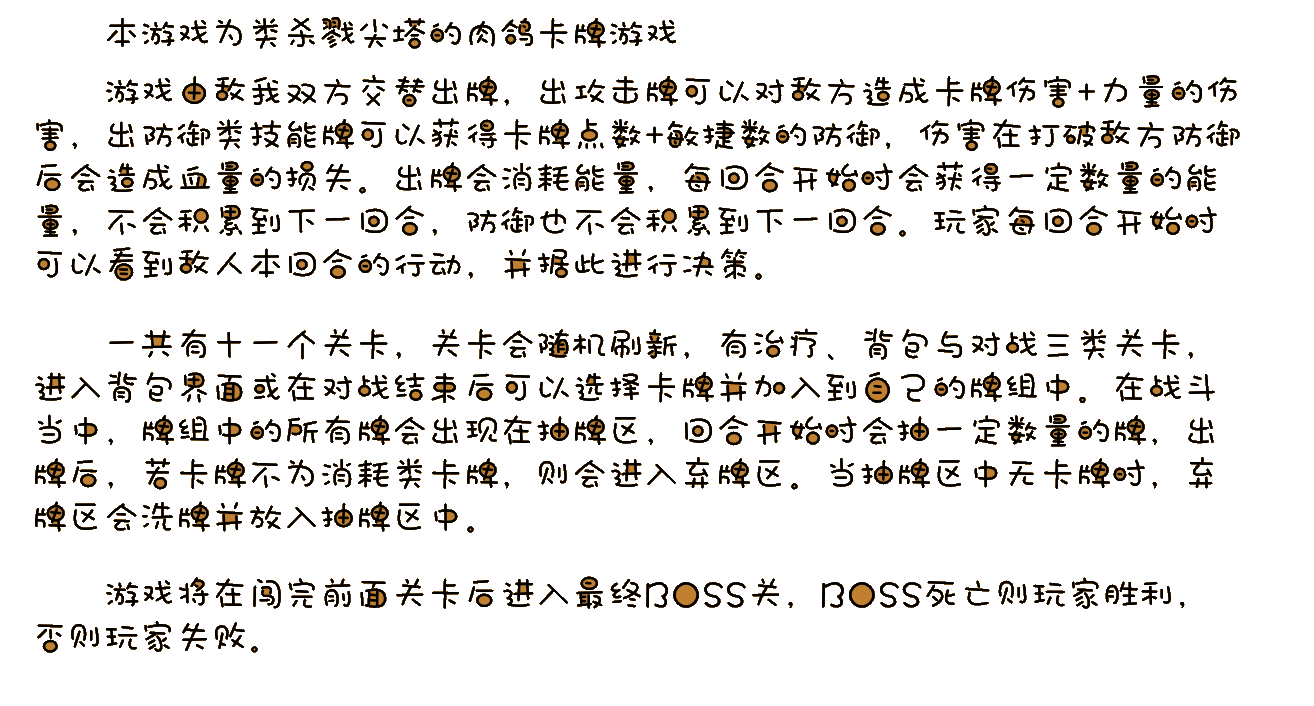 本游戏为类杀戮尖塔的肉鸽卡牌游戏
游戏由敌我双方交替出牌，出攻击牌可以对敌方造成卡牌伤害+力量的伤
害，出防御类技能牌可以获得卡牌点数+敏捷数的防御，伤害在打破敌方防御
后会造成血量的损失。出牌会消耗能量，每回合开始时会获得一定数量的能
量，不会积累到下一回合，防御也不会积累到下一回合。玩家每回合开始时
可以看到敌人本回合的行动，并据此进行决策。
一共有十一个关卡，关卡会随机刷新，有治疗、背包与对战三类关卡，
进入背包界面或在对战结束后可以选择卡牌并加入到自己的牌组中。在战斗
当中，牌组中的所有牌会出现在抽牌区，回合开始时会抽一定数量的牌，出
牌后，若卡牌不为消耗类卡牌，则会进入弃牌区。当抽牌区中无卡牌时，弃
牌区会洗牌并放入抽牌区中。
游戏将在闯完前面关卡后进入最终BOSS关，BOSS死亡则玩家胜利，
否则玩家失败。